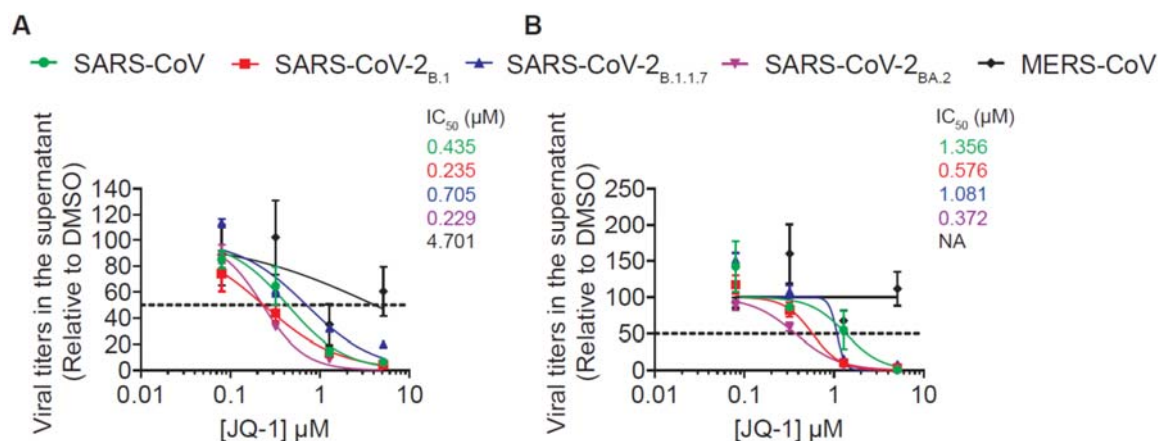 A
B
SARS-CoV
SARS-CoV-2B.1
SARS-CoV-2B.1.1.7
SARS-CoV-2BA.2
MERS-CoV
Viral titers in the supernatant
(Relative to DMSO)
IC50 (µM)
0.435
0.235
0.705
0.229
4.701
140
120
100
80
60
40
20
0
0.01
0.1
1
10
[JQ-1] µM
Viral titers in the supernatant
(Relative to DMSO)
IC50 (µM)
1.356
0.576
1.081
0.372
NA
250
200
150
100
50
0
0.01
0.1
1
10
[JQ-1] µM